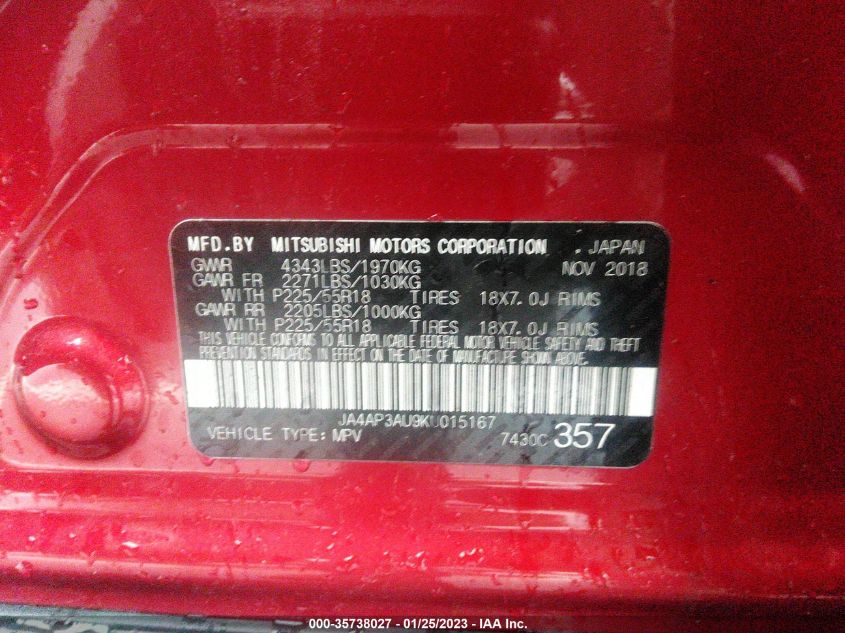 MFD.BY MITSUBISHI MOTORS CORPORATION .JAPAN
GVWR 4343LBS/1970KG NOV 2018
GAWR FR 2271LBS/1030KG
WITH P225/55R18 TIRES 18X7.0J RIMS
GAWR RR 2205LBS/1000KG
WITH P225/55R18 TIRES 18X7.0J RIMS
THIS VEHICLE CONFORMS TO ALL APPLICABLE FEDERAL MOTOR VEHICLE SAFETY AND THEFT
PREVENTION STANDARDS IN EFFECT ON THE DATE OF MANUFACTURE SHOWN ABOVE.
JA4AP3AU9KU015167
VEHICLE TYPE:MPV 7430C 357
000-35738027 - 01/25/2023 - IAA Inc.